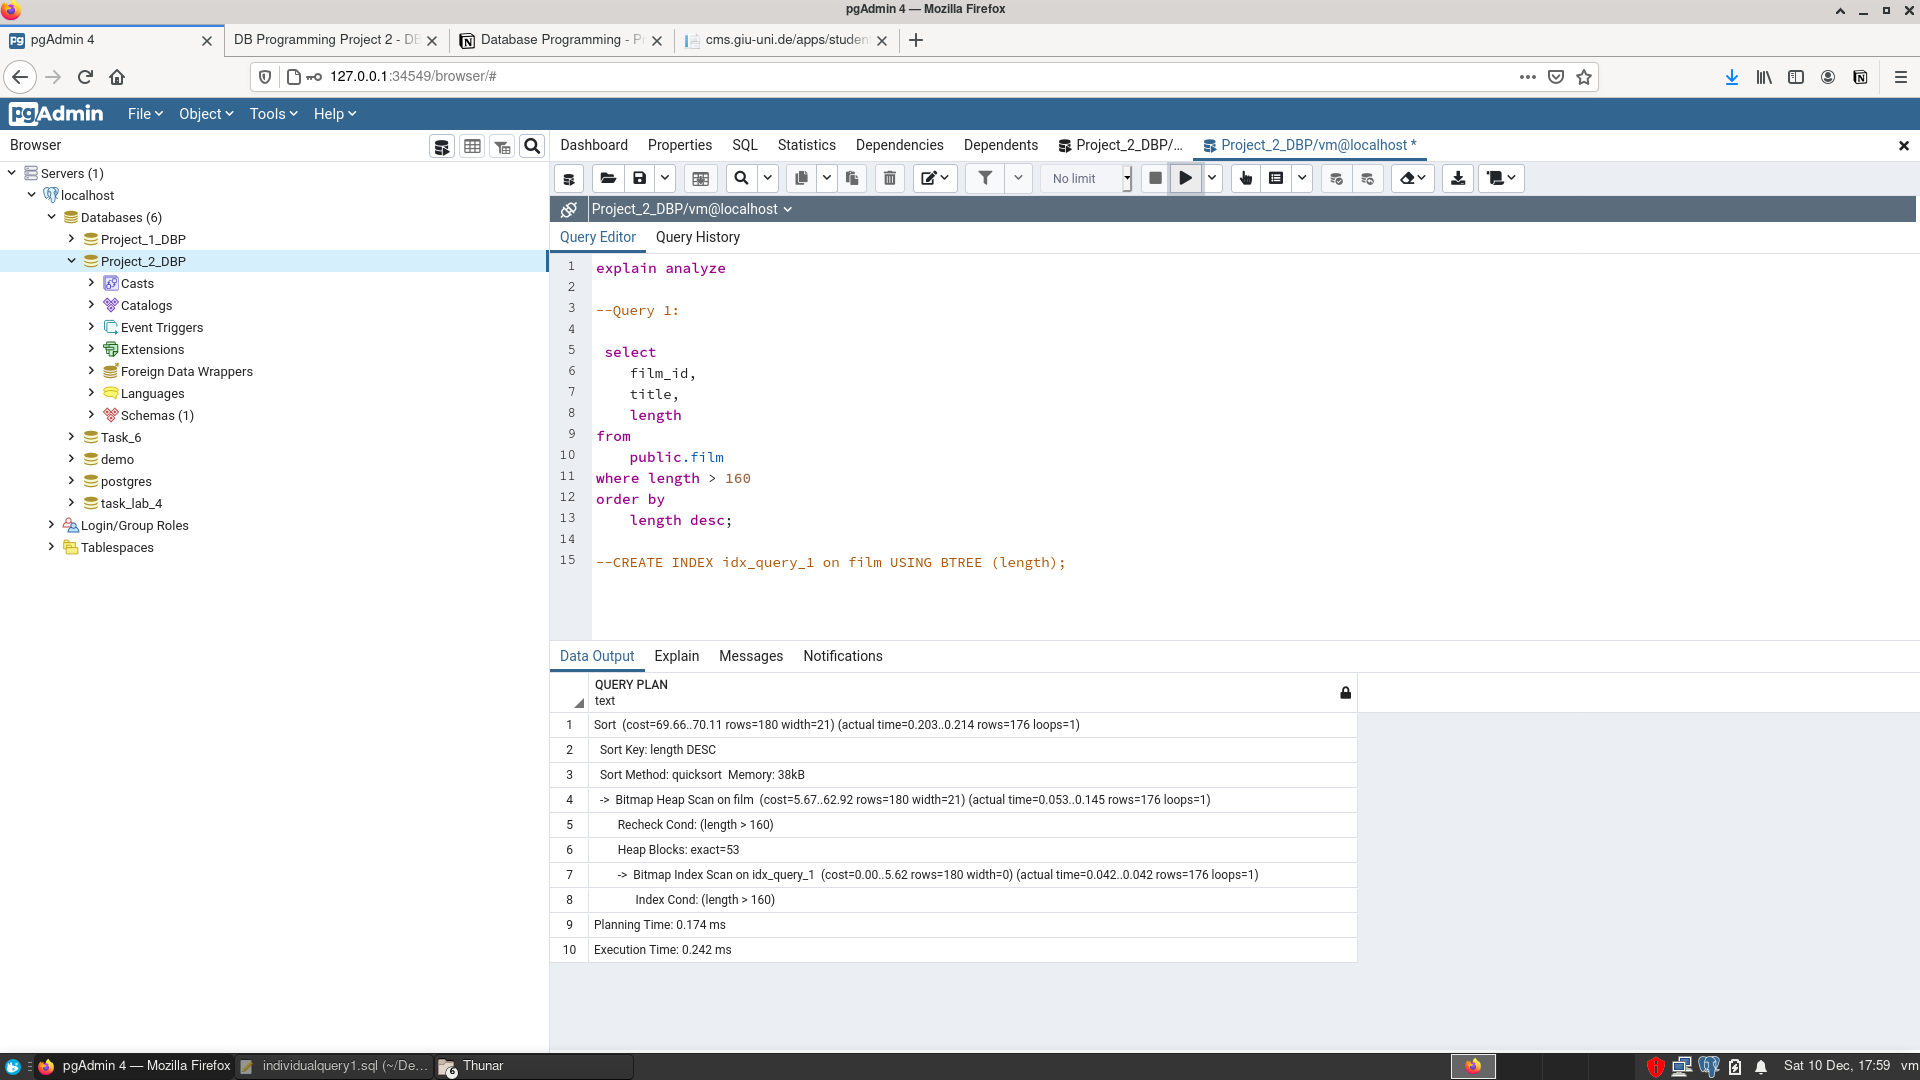 pgAdmin 4 — Mozilla Firefox
pgAdmin 4
DB Programming Project 2 - DE
Database Programming - P
cms.giu-uni.de/apps/studen
127.0.0.1:34549/browser/#
pgAdmin File Object Tools Help
Browser
Dashboard Properties SQL Statistics Dependencies Dependents Project_2_DBP/... Project_2_DBP/vm@localhost *
No limit
Project_2_DBP/vm@localhost
Query Editor Query History
Servers (1)
localhost
Databases (6)
Project_1_DBP
Project_2_DBP
Casts
Catalogs
Event Triggers
Extensions
Foreign Data Wrappers
Languages
Schemas (1)
Task_6
demo
postgres
task_lab_4
Login/Group Roles
Tablespaces
1 explain analyze
2
3 --Query 1:
4
5 select
6 film_id,
7 title,
8 length
9 from
10 public.film
11 where length > 160
12 order by
13 length desc;
14
15 --CREATE INDEX idx_query_1 on film USING BTREE (length);
Data Output Explain Messages Notifications
QUERY PLAN
text
1 Sort (cost=69.66..70.11 rows=180 width=21) (actual time=0.203..0.214 rows=176 loops=1)
2 Sort Key: length DESC
3 Sort Method: quicksort Memory: 38kB
4 -> Bitmap Heap Scan on film (cost=5.67..62.92 rows=180 width=21) (actual time=0.053..0.145 rows=176 loops=1)
5 Recheck Cond: (length > 160)
6 Heap Blocks: exact=53
7 -> Bitmap Index Scan on idx_query_1 (cost=0.00..5.62 rows=180 width=0) (actual time=0.042..0.042 rows=176 loops=1)
8 Index Cond: (length > 160)
9 Planning Time: 0.174 ms
10 Execution Time: 0.242 ms
pgAdmin 4 — Mozilla Firefox
individualquery1.sql (~/De...
6 Thunar
Sat 10 Dec, 17:59 vm